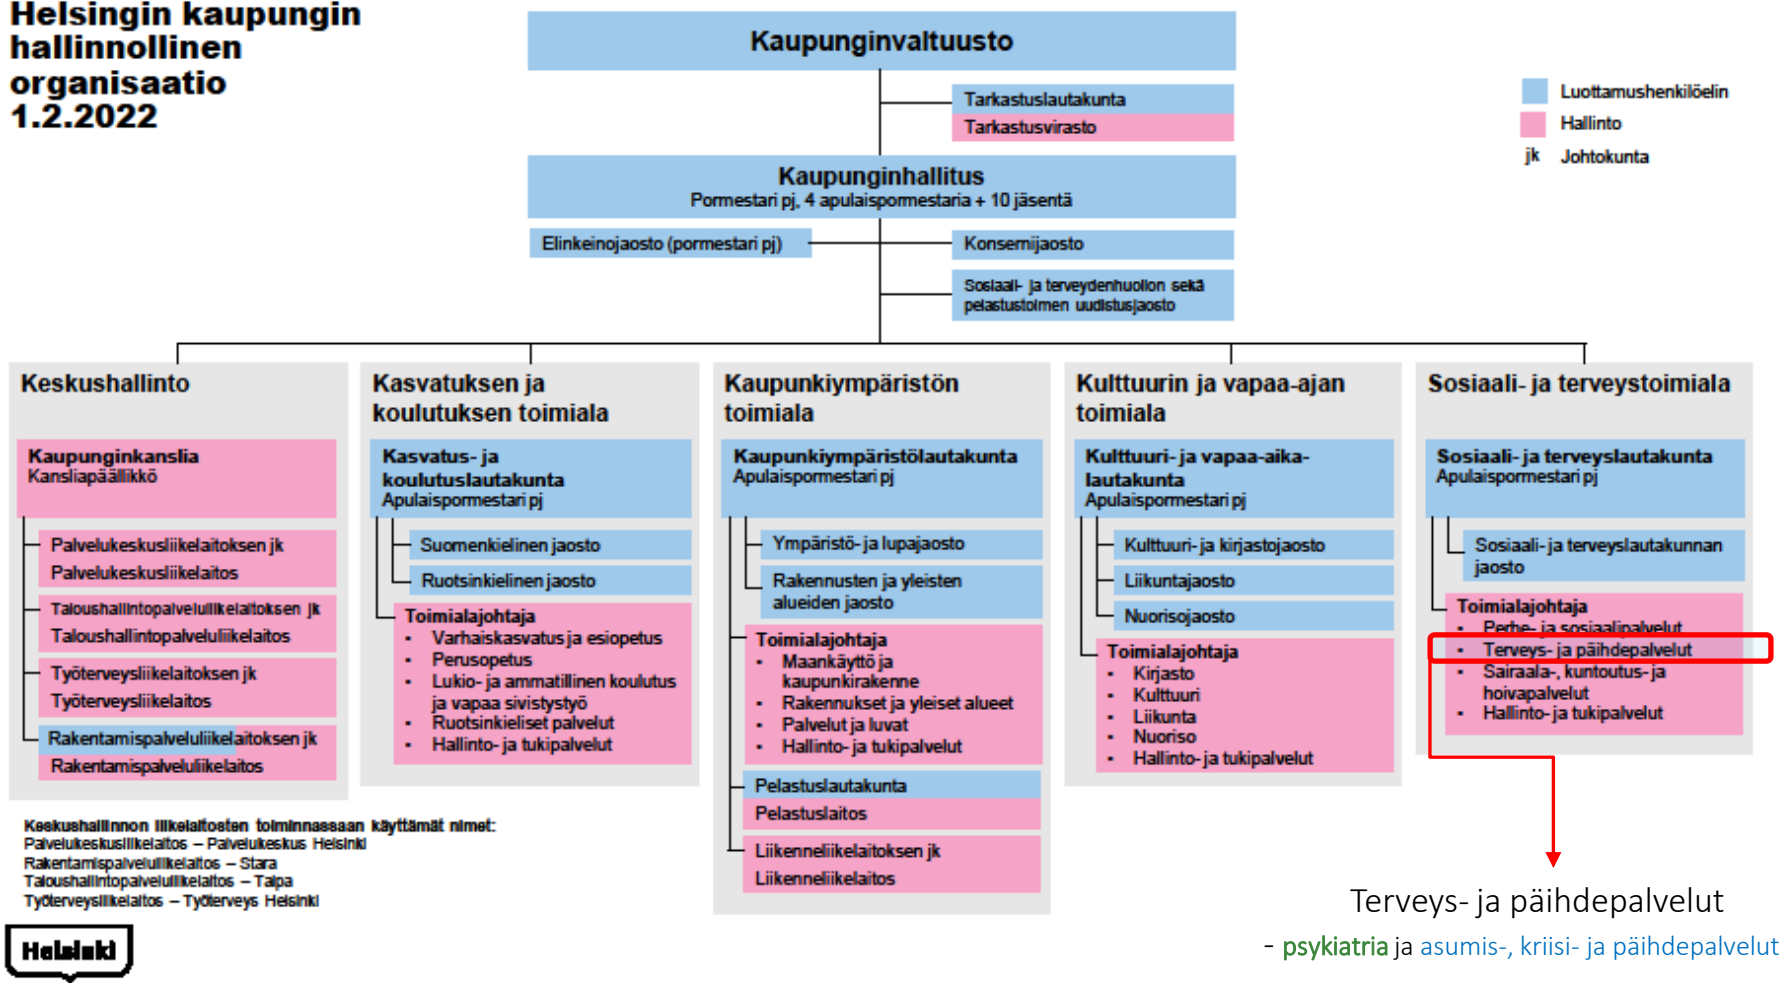 Helsingin kaupungin
hallinnollinen
organisaatio
1.2.2022
Kaupunginvaltuusto
Tarkastuslautakunta
Tarkastusvirasto
Luottamushenkilöelin
Hallinto
jk Johtokunta
Kaupunginhallitus
Pormestari pj, 4 apulaispormestaria + 10 jäsentä
Elinkeinojaosto (pormestari pj)
Konsernijaosto
Sosiaali- ja terveydenhuollon sekä
pelastustoimen uudistusjaosto
Keskushallinto
Kaupunginkanslia
Kansliapäällikkö
Palvelukeskusliikelaitoksen jk
Palvelukeskusliikelaitos
Taloushallintopalveluliikelaitoksen jk
Taloushallintopalveluliikelaitos
Työterveysliikelaitoksen jk
Työterveysliikelaitos
Rakentamispalveluliikelaitoksen jk
Rakentamispalveluliikelaitos
Kasvatuksen ja
koulutuksen toimiala
Kasvatus- ja
koulutuslautakunta
Apulaispormestari pj
Suomenkielinen jaosto
Ruotsinkielinen jaosto
Toimialajohtaja
▪ Varhaiskasvatus ja esiopetus
▪ Perusopetus
▪ Lukio- ja ammatillinen koulutus
ja vapaa sivistystyö
▪ Ruotsinkieliset palvelut
▪ Hallinto- ja tukipalvelut
Kaupunkiympäristön
toimiala
Kaupunkiympäristölautakunta
Apulaispormestari pj
Ympäristö- ja lupajaosto
Rakennusten ja yleisten
alueiden jaosto
Toimialajohtaja
▪ Maankäyttö ja
kaupunkirakenne
▪ Rakennukset ja yleiset alueet
▪ Palvelut ja luvat
▪ Hallinto- ja tukipalvelut
Pelastuslautakunta
Pelastuslaitos
Liikenneliikelaitoksen jk
Liikenneliikelaitos
Kulttuurin ja vapaa-ajan
toimiala
Kulttuuri- ja vapaa-aika-
lautakunta
Apulaispormestari pj
Kulttuuri- ja kirjastojaosto
Liikuntajaosto
Nuorisojaosto
Toimialajohtaja
▪ Kirjasto
▪ Kulttuuri
▪ Liikunta
▪ Nuoriso
▪ Hallinto- ja tukipalvelut
Sosiaali- ja terveystoimiala
Sosiaali- ja terveyslautakunta
Apulaispormestari pj
Sosiaali- ja terveyslautakunnan
jaosto
Toimialajohtaja
▪ Perhe- ja sosiaalipalvelut
▪ Terveys- ja päihdepalvelut
▪ Sairaala-, kuntoutus- ja
hoivapalvelut
▪ Hallinto- ja tukipalvelut
Keskushallinnon liikelaitosten toiminnassaan käyttämät nimet:
Palvelukeskusliikelaitos – Palvelukeskus Helsinki
Rakentamispalveluliikelaitos – Stara
Taloushallintopalveluliikelaitos – Talpa
Työterveysliikelaitos – Työterveys Helsinki
Helsinki
Terveys- ja päihdepalvelut
- psykiatria ja asumis-, kriisi- ja päihdepalvelut